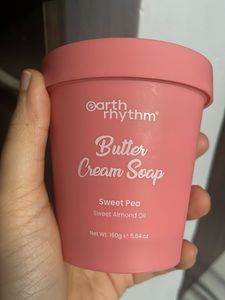 earth
rhythm®
Butter
Cream Soap
Sweet Pea
Sweet Almond Oil
Net. Wt. 160g ℮ 5.64 oz